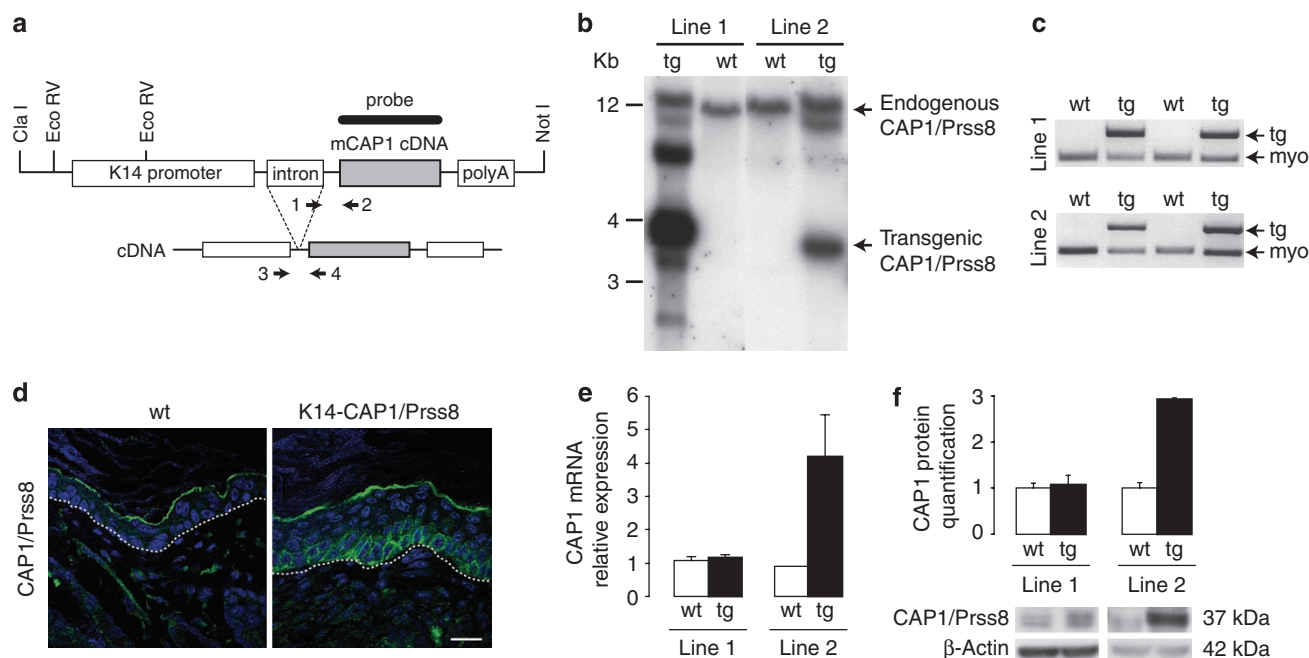 a
Cla I
Eco RV
Eco RV
Not I
probe
mCAP1 cDNA
K14 promoter
intron
polyA
1
2
cDNA
3
4
b
Line 1
Line 2
Kb
tg
wt
wt
tg
12
4
3
Endogenous
CAP1/Prss8
Transgenic
CAP1/Prss8
c
wt
tg
wt
tg
Line 1
tg
myo
wt
tg
wt
tg
Line 2
tg
myo
d
wt
K14-CAP1/Prss8
CAP1/Prss8
e
CAP1 mRNA
relative expression
6
5
4
3
2
1
0
wt
tg
wt
tg
Line 1
Line 2
f
CAP1 protein
quantification
3
2
1
0
wt
tg
wt
tg
Line 1
Line 2
CAP1/Prss8
37 kDa
β-Actin
42 kDa